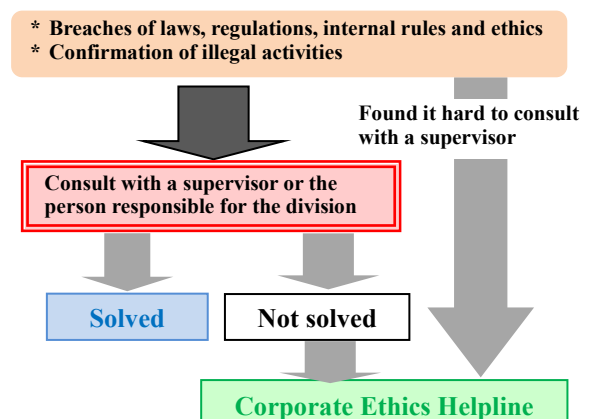 * Breaches of laws, regulations, internal rules and ethics
* Confirmation of illegal activities
Found it hard to consult
with a supervisor
Consult with a supervisor or the
person responsible for the division
Solved
Not solved
Corporate Ethics Helpline